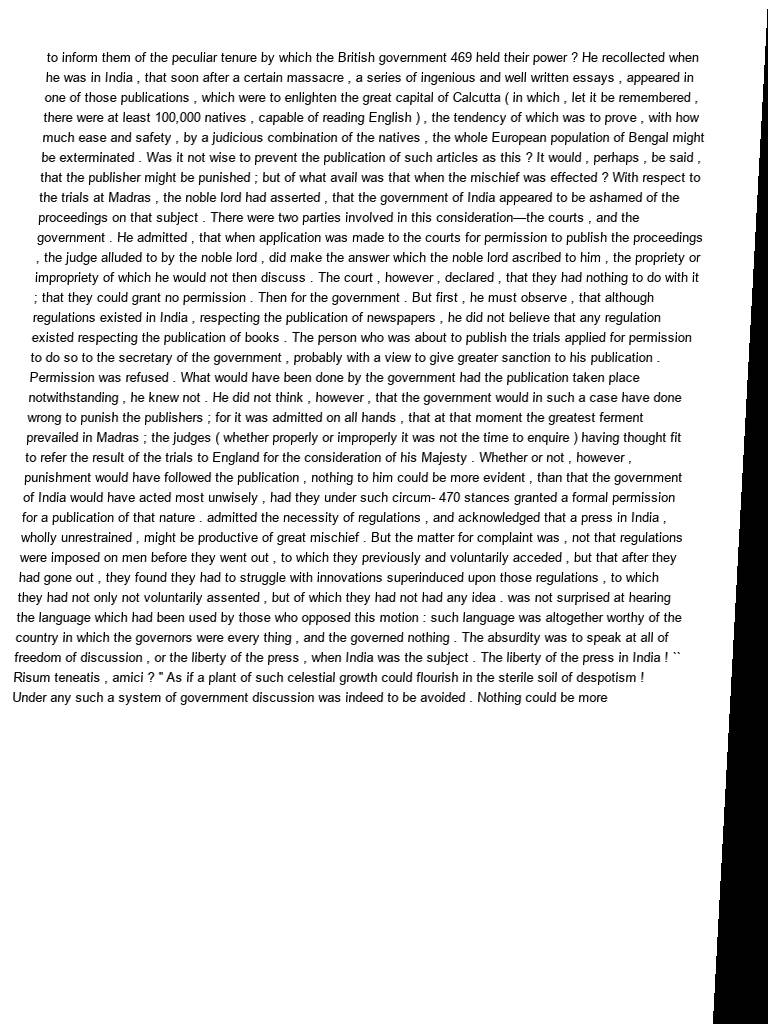 to inform them of the peculiar tenure by which the British government 469 held their power ? He recollected when
he was in India , that soon after a certain massacre , a series of ingenious and well written essays , appeared in
one of those publications , which were to enlighten the great capital of Calcutta ( in which , let it be remembered ,
there were at least 100,000 natives , capable of reading English ) , the tendency of which was to prove , with how
much ease and safety , by a judicious combination of the natives , the whole European population of Bengal might
be exterminated . Was it not wise to prevent the publication of such articles as this ? It would , perhaps , be said ,
that the publisher might be punished ; but of what avail was that when the mischief was effected ? With respect to
the trials at Madras , the noble lord had asserted , that the government of India appeared to be ashamed of the
proceedings on that subject . There were two parties involved in this consideration—the courts , and the
government . He admitted , that when application was made to the courts for permission to publish the proceedings
, the judge alluded to by the noble lord , did make the answer which the noble lord ascribed to him , the propriety or
impropriety of which he would not then discuss . The court , however , declared , that they had nothing to do with it
; that they could grant no permission . Then for the government . But first , he must observe , that although
regulations existed in India , respecting the publication of newspapers , he did not believe that any regulation
existed respecting the publication of books . The person who was about to publish the trials applied for permission
to do so to the secretary of the government , probably with a view to give greater sanction to his publication .
Permission was refused . What would have been done by the government had the publication taken place
notwithstanding , he knew not . He did not think , however , that the government would in such a case have done
wrong to punish the publishers ; for it was admitted on all hands , that at that moment the greatest ferment
prevailed in Madras ; the judges ( whether properly or improperly it was not the time to enquire ) having thought fit
to refer the result of the trials to England for the consideration of his Majesty . Whether or not , however ,
punishment would have followed the publication , nothing to him could be more evident , than that the government
of India would have acted most unwisely , had they under such circum- 470 stances granted a formal permission
for a publication of that nature . admitted the necessity of regulations , and acknowledged that a press in India ,
wholly unrestrained , might be productive of great mischief . But the matter for complaint was , not that regulations
were imposed on men before they went out , to which they previously and voluntarily acceded , but that after they
had gone out , they found they had to struggle with innovations superinduced upon those regulations , to which
they had not only not voluntarily assented , but of which they had not had any idea . was not surprised at hearing
the language which had been used by those who opposed this motion : such language was altogether worthy of the
country in which the governors were every thing , and the governed nothing . The absurdity was to speak at all of
freedom of discussion , or the liberty of the press , when India was the subject . The liberty of the press in India ! ``
Risum teneatis , amici ? " As if a plant of such celestial growth could flourish in the sterile soil of despotism !
Under any such a system of government discussion was indeed to be avoided . Nothing could be more